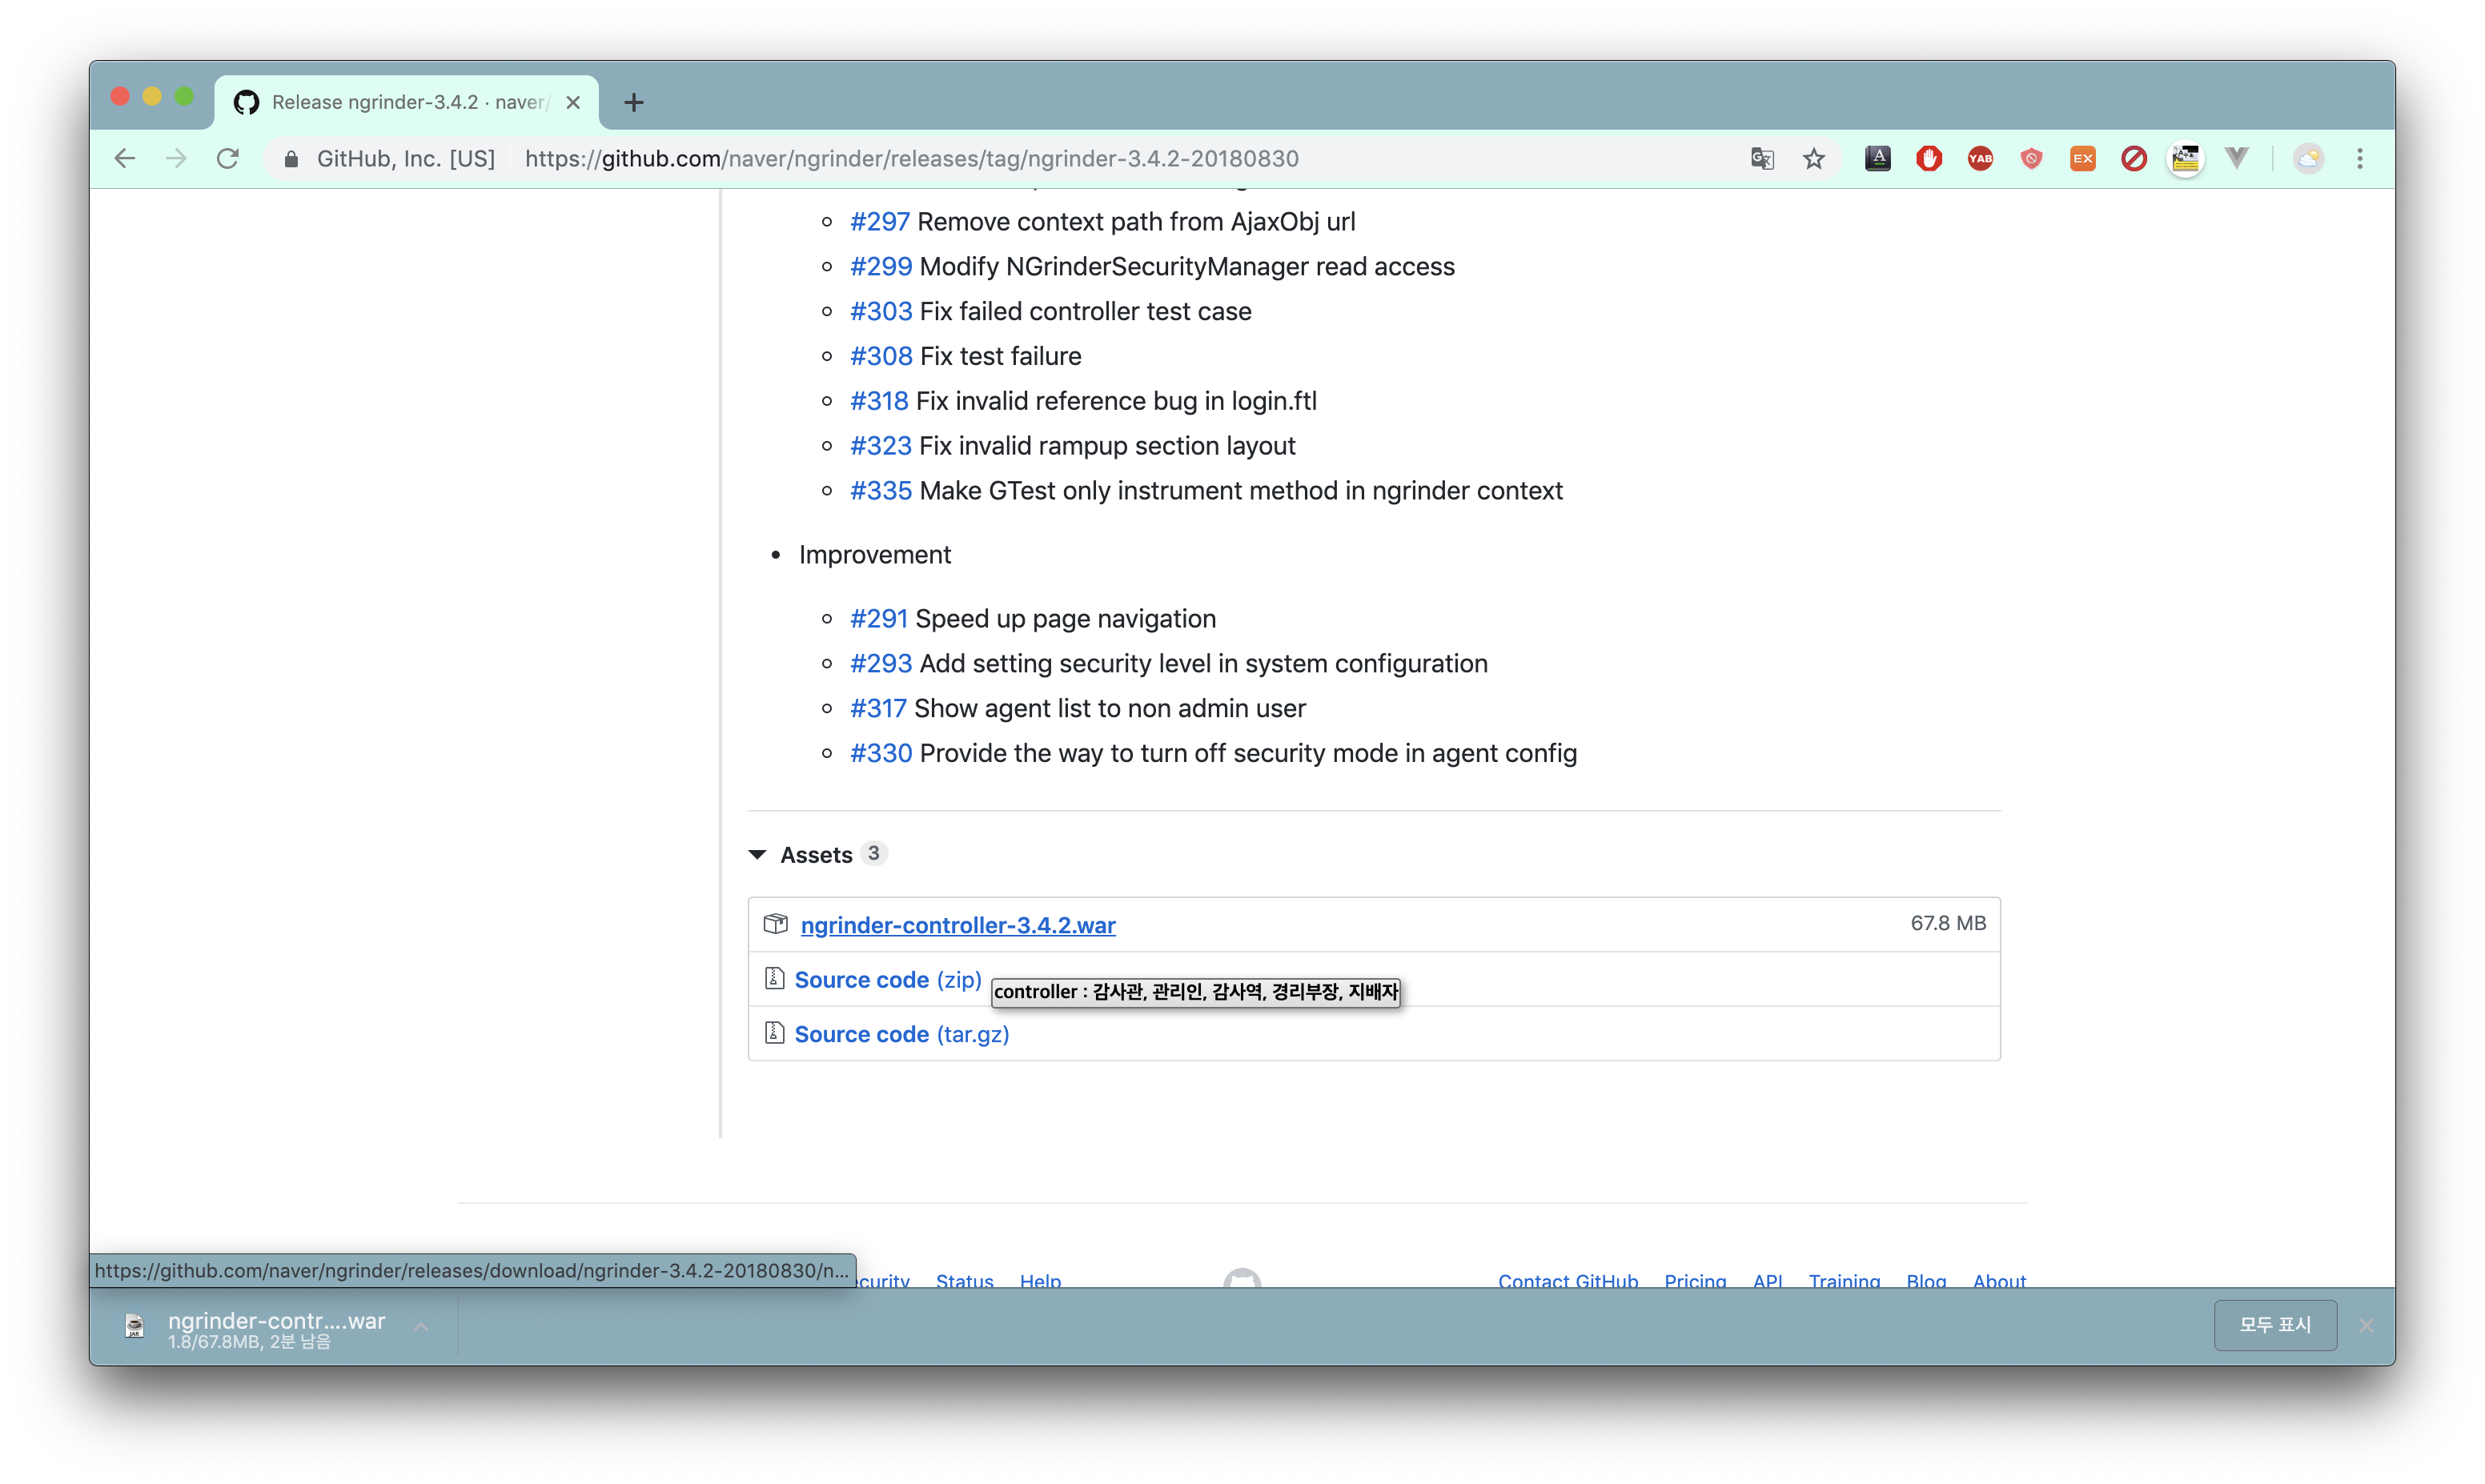 Release ngrinder-3.4.2 · naver/
GitHub, Inc. [US]
https://github.com/naver/ngrinder/releases/tag/ngrinder-3.4.2-20180830
A
YAB
EX
#297 Remove context path from AjaxObj url
#299 Modify NGrinderSecurityManager read access
#303 Fix failed controller test case
#308 Fix test failure
#318 Fix invalid reference bug in login.ftl
#323 Fix invalid rampup section layout
#335 Make GTest only instrument method in ngrinder context
Improvement
#291 Speed up page navigation
#293 Add setting security level in system configuration
#317 Show agent list to non admin user
#330 Provide the way to turn off security mode in agent config
Assets 3
ngrinder-controller-3.4.2.war 67.8 MB
Source code (zip)
controller : 감사관, 관리인, 감사역, 경리부장, 지배자
Source code (tar.gz)
https://github.com/naver/ngrinder/releases/download/ngrinder-3.4.2-20180830/n...
ecurity Status Help Contact GitHub Pricing API Training Blog About
JAR
ngrinder-contr....war
1.8/67.8MB, 2분 남음
모두 표시